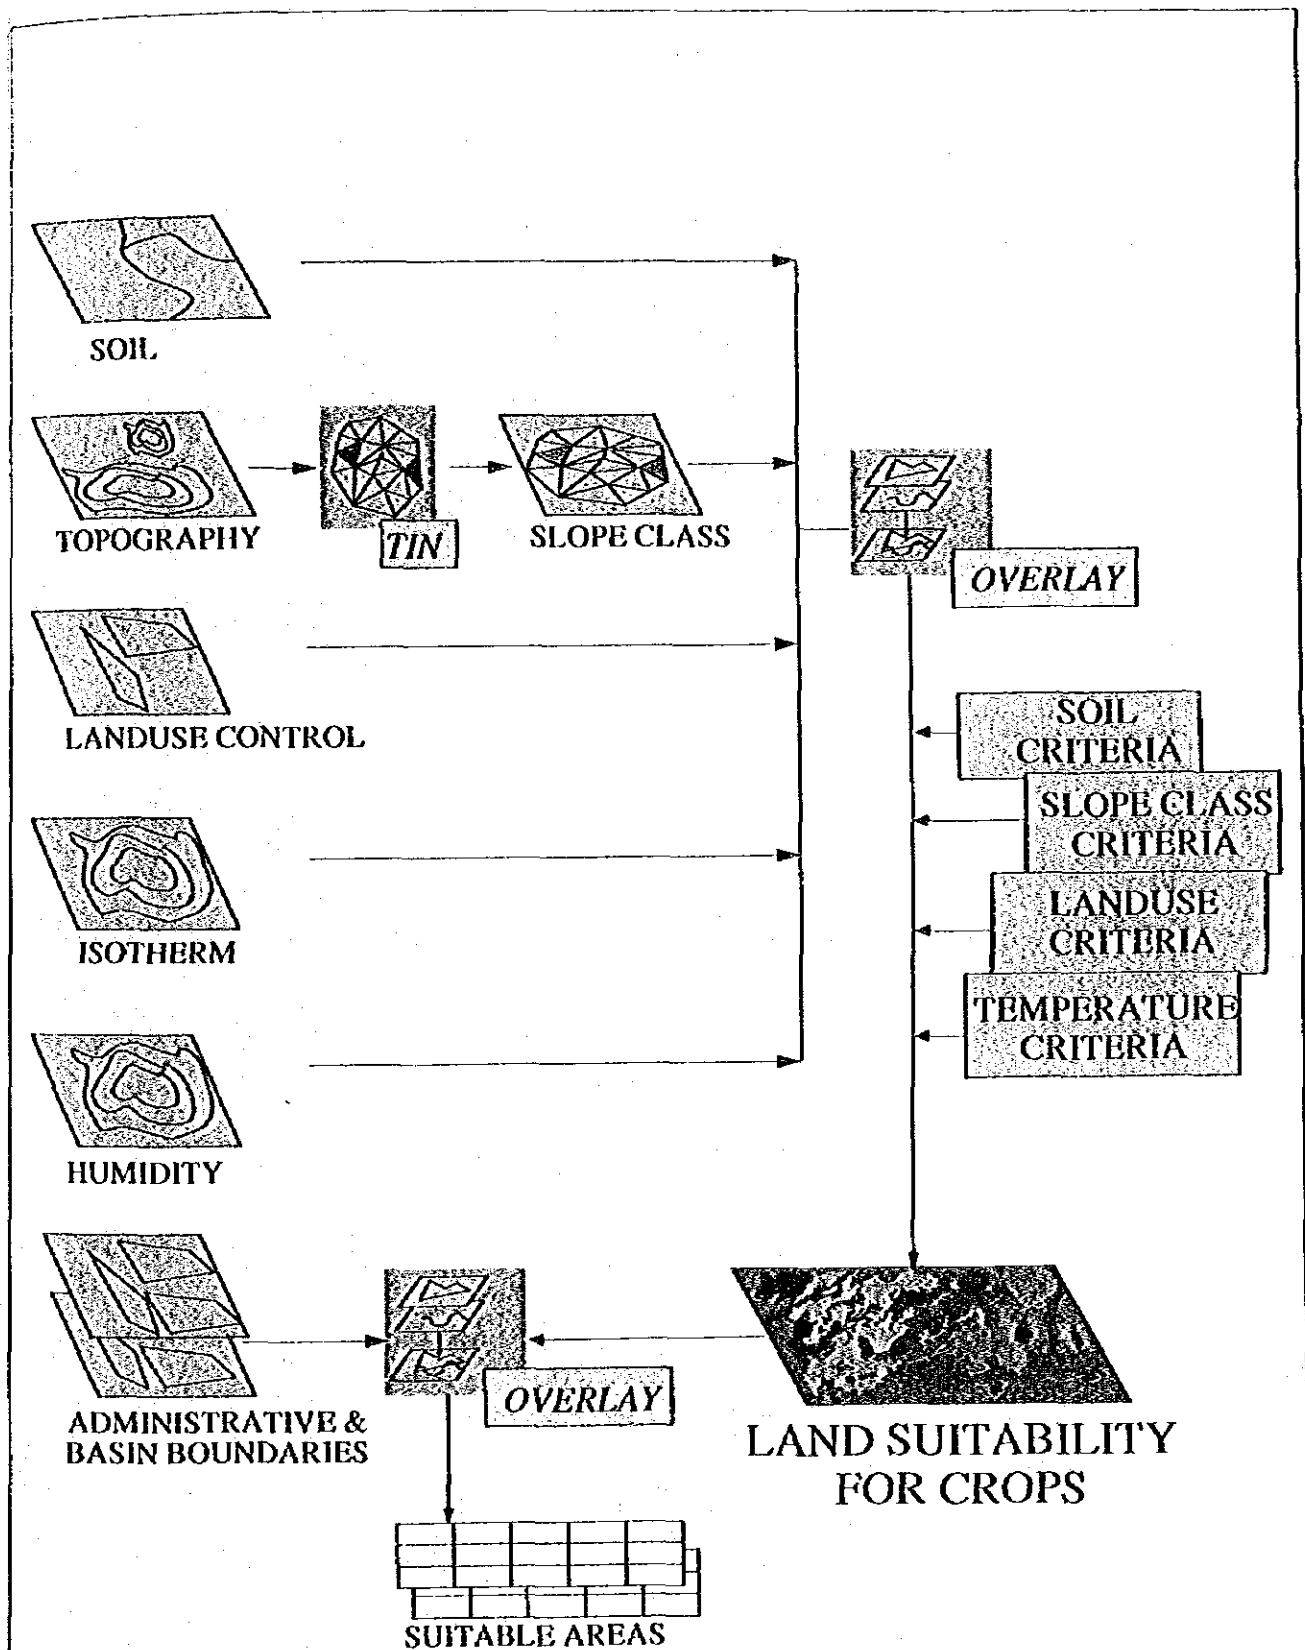 SOIL
TOPOGRAPHY
TIN
SLOPE CLASS
OVERLAY
LANDUSE CONTROL
SOIL
CRITERIA
SLOPE CLASS
CRITERIA
LANDUSE
CRITERIA
ISOTHERM
TEMPERATURE
CRITERIA
HUMIDITY
ADMINISTRATIVE &
BASIN BOUNDARIES
OVERLAY
LAND SUITABILITY
FOR CROPS
SUITABLE AREAS